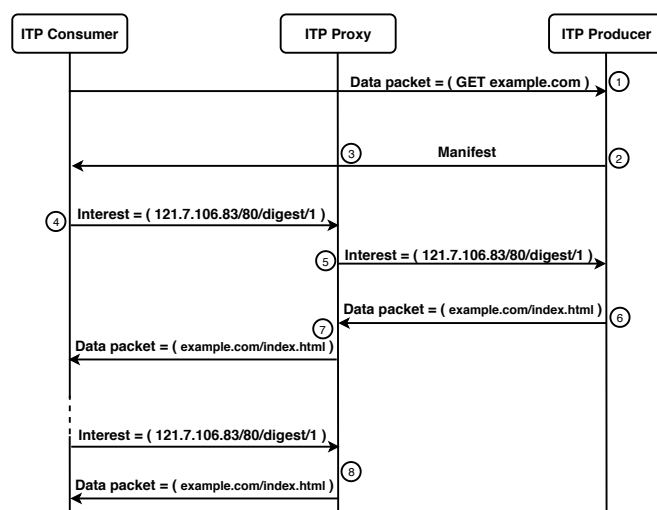 ITP Consumer
ITP Proxy
ITP Producer
Data packet = ( GET example.com )
1
3
Manifest
2
4
Interest = ( 121.7.106.83/80/digest/1 )
5
Interest = ( 121.7.106.83/80/digest/1 )
Data packet = ( example.com/index.html)
6
7
Data packet = ( example.com/index.html)
Interest = ( 121.7.106.83/80/digest/1 )
8
Data packet = ( example.com/index.html)